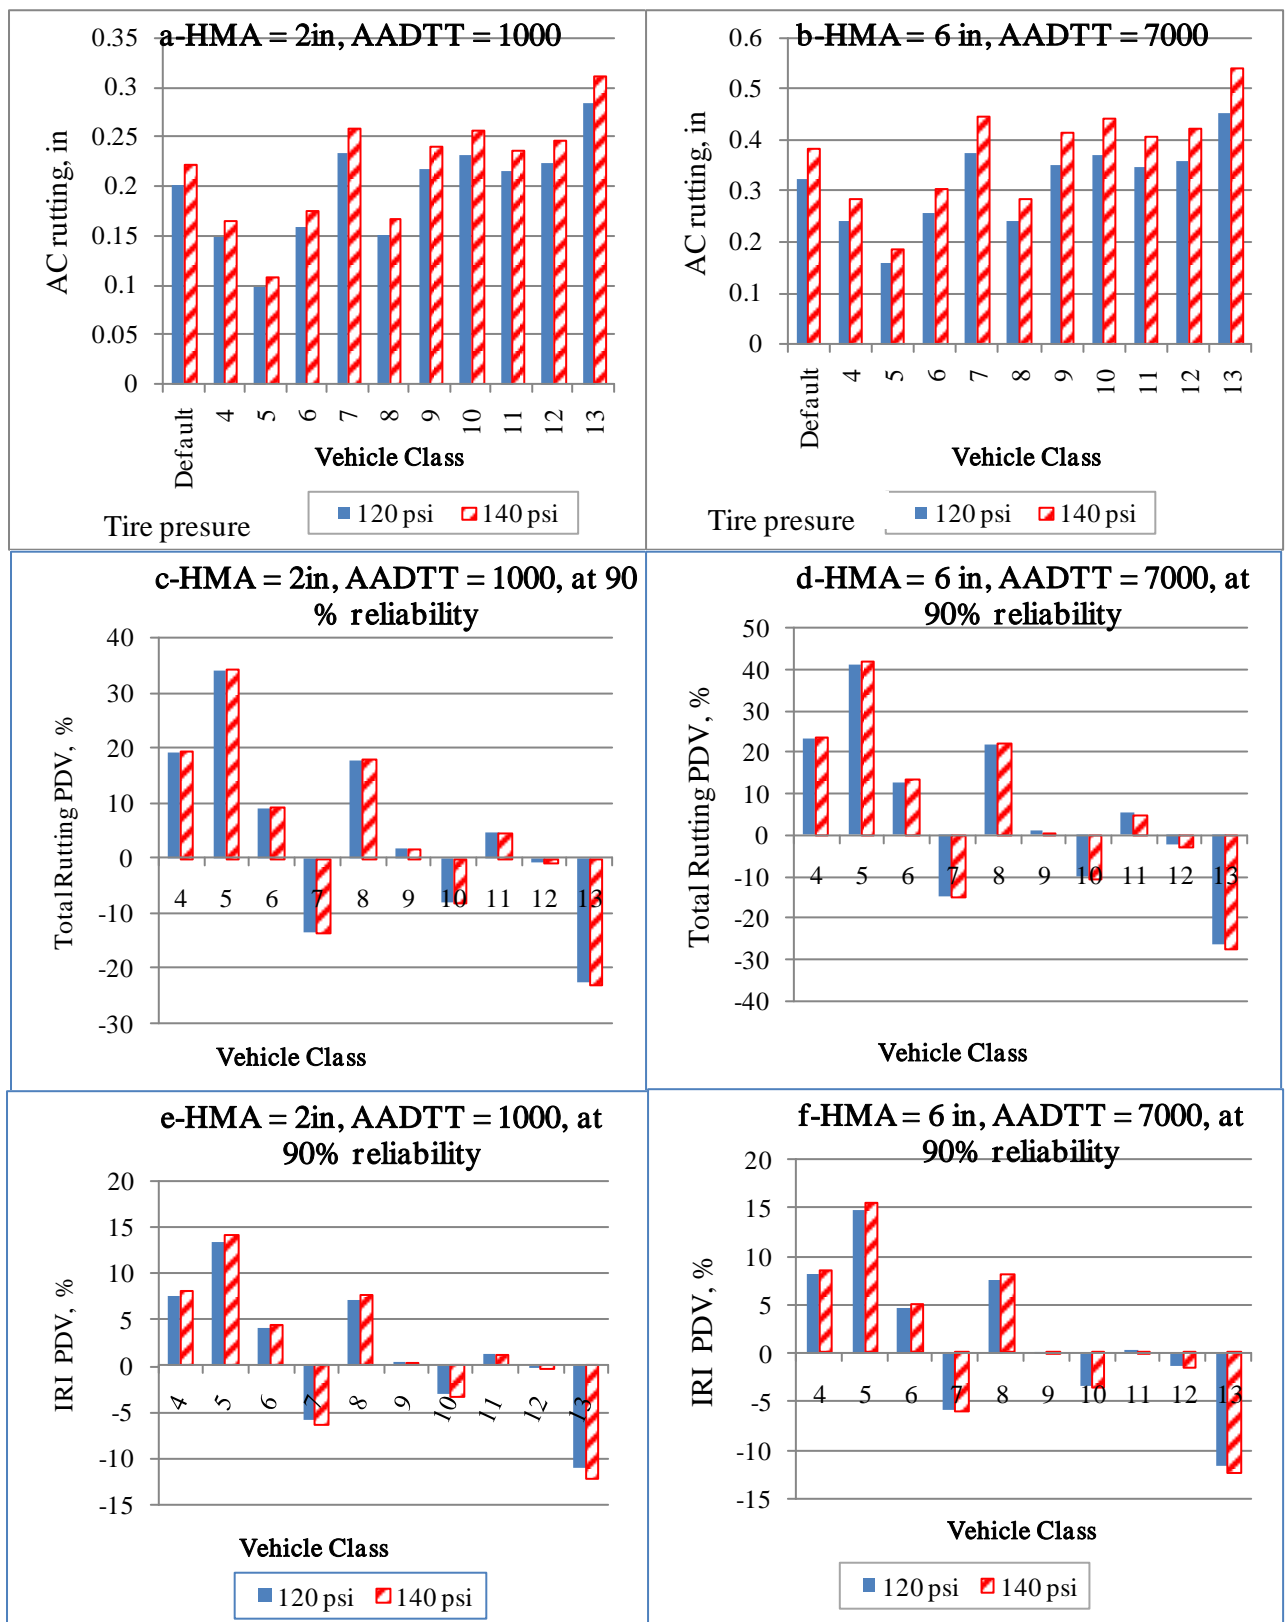 a-HMA = 2in, AADTT = 1000
0.35
0.3
0.25
0.2
0.15
0.1
0.05
0
AC rutting, in
Default 4 5 6 7 8 9 10 11 12 13
Vehicle Class
Tire presure
120 psi 140 psi
b-HMA = 6 in, AADTT = 7000
0.6
0.5
0.4
0.3
0.2
0.1
0
AC rutting, in
Default 4 5 6 7 8 9 10 11 12 13
Vehicle Class
Tire presure
120 psi 140 psi
c-HMA = 2in, AADTT = 1000, at 90
% reliability
40
30
20
10
0
-10
-20
-30
Total Rutting PDV, %
4 5 6 7 8 9 10 11 12 13
Vehicle Class
d-HMA = 6 in, AADTT = 7000, at
90% reliability
50
40
30
20
10
0
-10
-20
-30
-40
Total Rutting PDV, %
4 5 6 7 8 9 10 11 12 13
Vehicle Class
e-HMA = 2in, AADTT = 1000, at
90% reliability
20
15
10
5
0
-5
-10
-15
IRI PDV, %
4 5 6 7 8 9 10 11 12 13
Vehicle Class
120 psi 140 psi
f-HMA = 6 in, AADTT = 7000, at
90% reliability
20
15
10
5
0
-5
-10
-15
IRI PDV, %
4 5 6 7 8 9 10 11 12 13
Vehicle Class
120 psi 140 psi